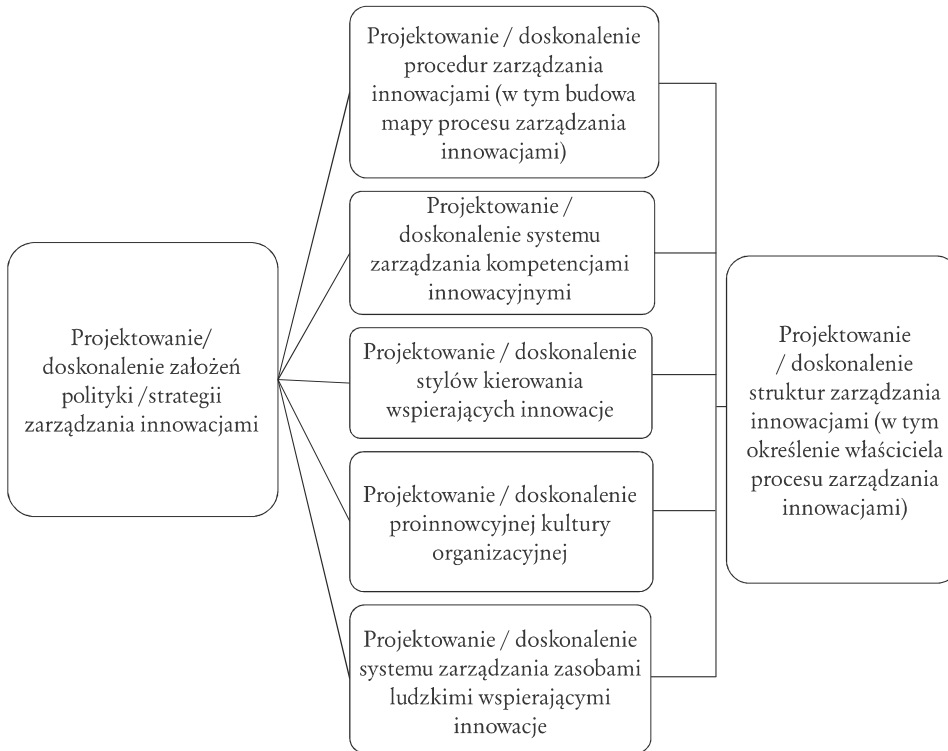 Projektowanie / doskonalenie
procedur zarządzania
innowacjami (w tym budowa
mapy procesu zarządzania
innowacjami)
Projektowanie /
doskonalenie systemu
zarządzania kompetencjami
innowacyjnymi
Projektowanie/
doskonalenie założeń
polityki /strategii
zarządzania innowacjami
Projektowanie / doskonalenie
stylów kierowania
wspierających innowacje
Projektowanie / doskonalenie
proinnowcyjnej kultury
organizacyjnej
Projektowanie / doskonalenie
systemu zarządzania zasobami
ludzkimi wspierającymi
innowacje
Projektowanie
/ doskonalenie
struktur zarządzania
innowacjami (w tym
określenie właściciela
procesu zarządzania
innowacjami)